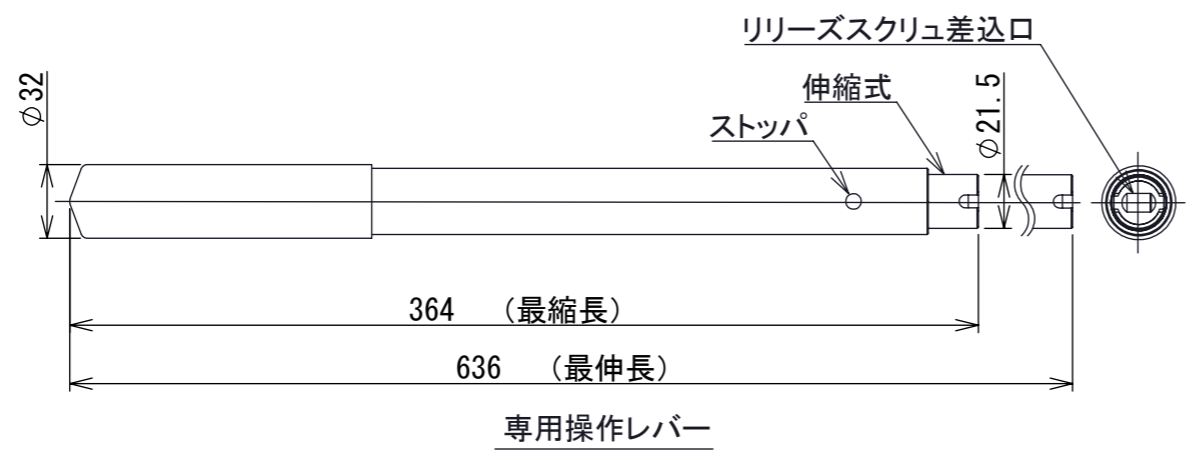 リリーズスクリュ差込口
伸縮式
ストッパ
φ32
φ21.5
364 （最縮長）
636 （最伸長）
専用操作レバー